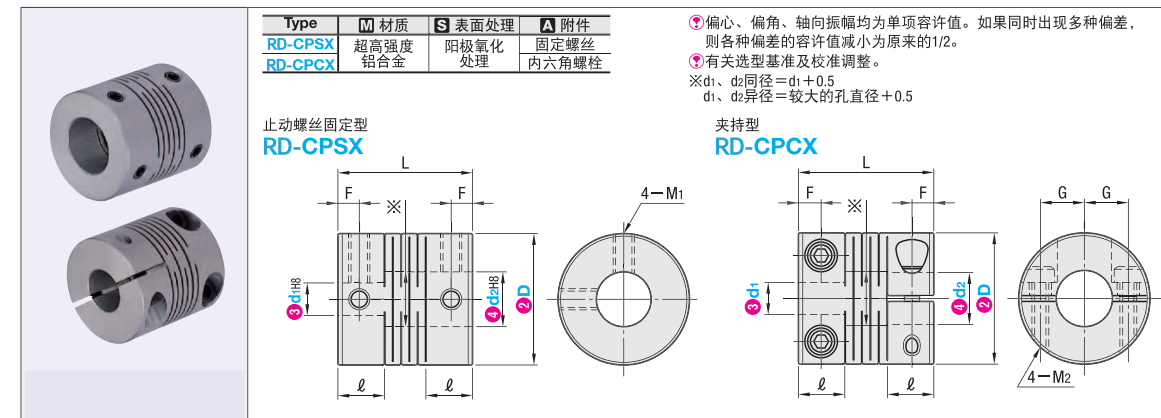 Type M 材质 S 表面处理 A 附件
RD-CPSX 超高强度铝合金 阳极氧化处理 固定螺丝
RD-CPCX 内六角螺栓
!偏心、偏角、轴向振幅均为单项容许值。如果同时出现多种偏差，
则各种偏差的容许值减小为原来的1/2。
!有关选型基准及校准调整。
※d1、d2同径＝d1＋0.5
d1、d2异径＝较大的孔直径＋0.5
止动螺丝固定型
RD-CPSX
L
F
※
F
3 d1H8
4 d2H8
2 D
ℓ
ℓ
4－M1
夹持型
RD-CPCX
L
F
※
F
3 d1
4 d2
2 D
ℓ
ℓ
G
G
4－M2